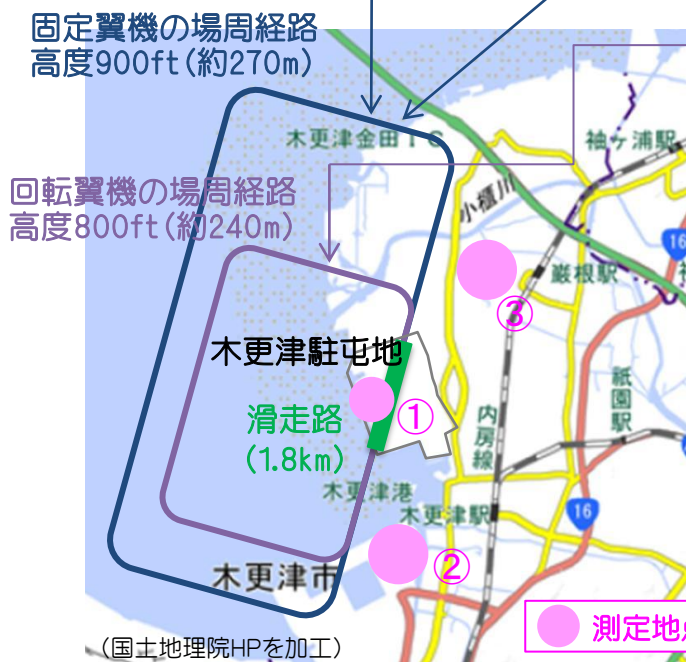 固定翼機の場周経路
高度900ft(約270m)
木更津金田IC
袖ヶ浦駅
回転翼機の場周経路
高度800ft(約240m)
小櫃川
16
巌根駅
③
木更津駐屯地
祇園駅
①
滑走路
(1.8km)
内房線
木更津港
木更津駅
16
②
木更津市
測定地
(国土地理院HPを加工)